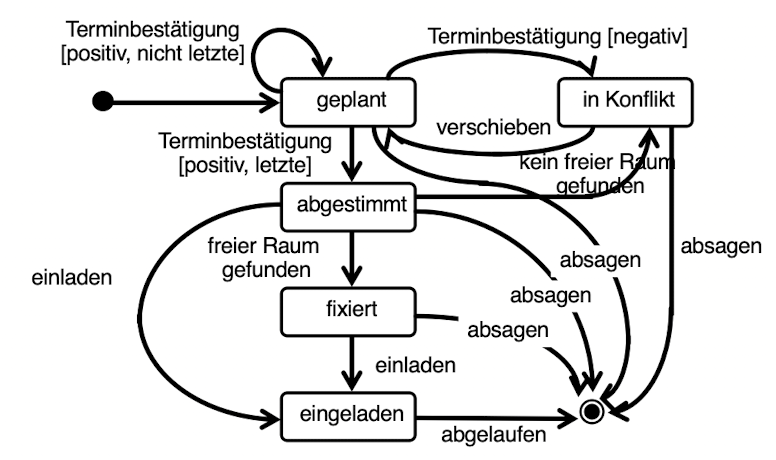 Terminbestätigung
[positiv, nicht letzte]
Terminbestätigung [negativ]
geplant
in Konflikt
verschieben
Terminbestätigung
[positiv, letzte]
kein freier Raum
gefunden
abgestimmt
freier Raum
gefunden
absagen
absagen
einladen
absagen
fixiert
absagen
einladen
eingeladen
abgelaufen